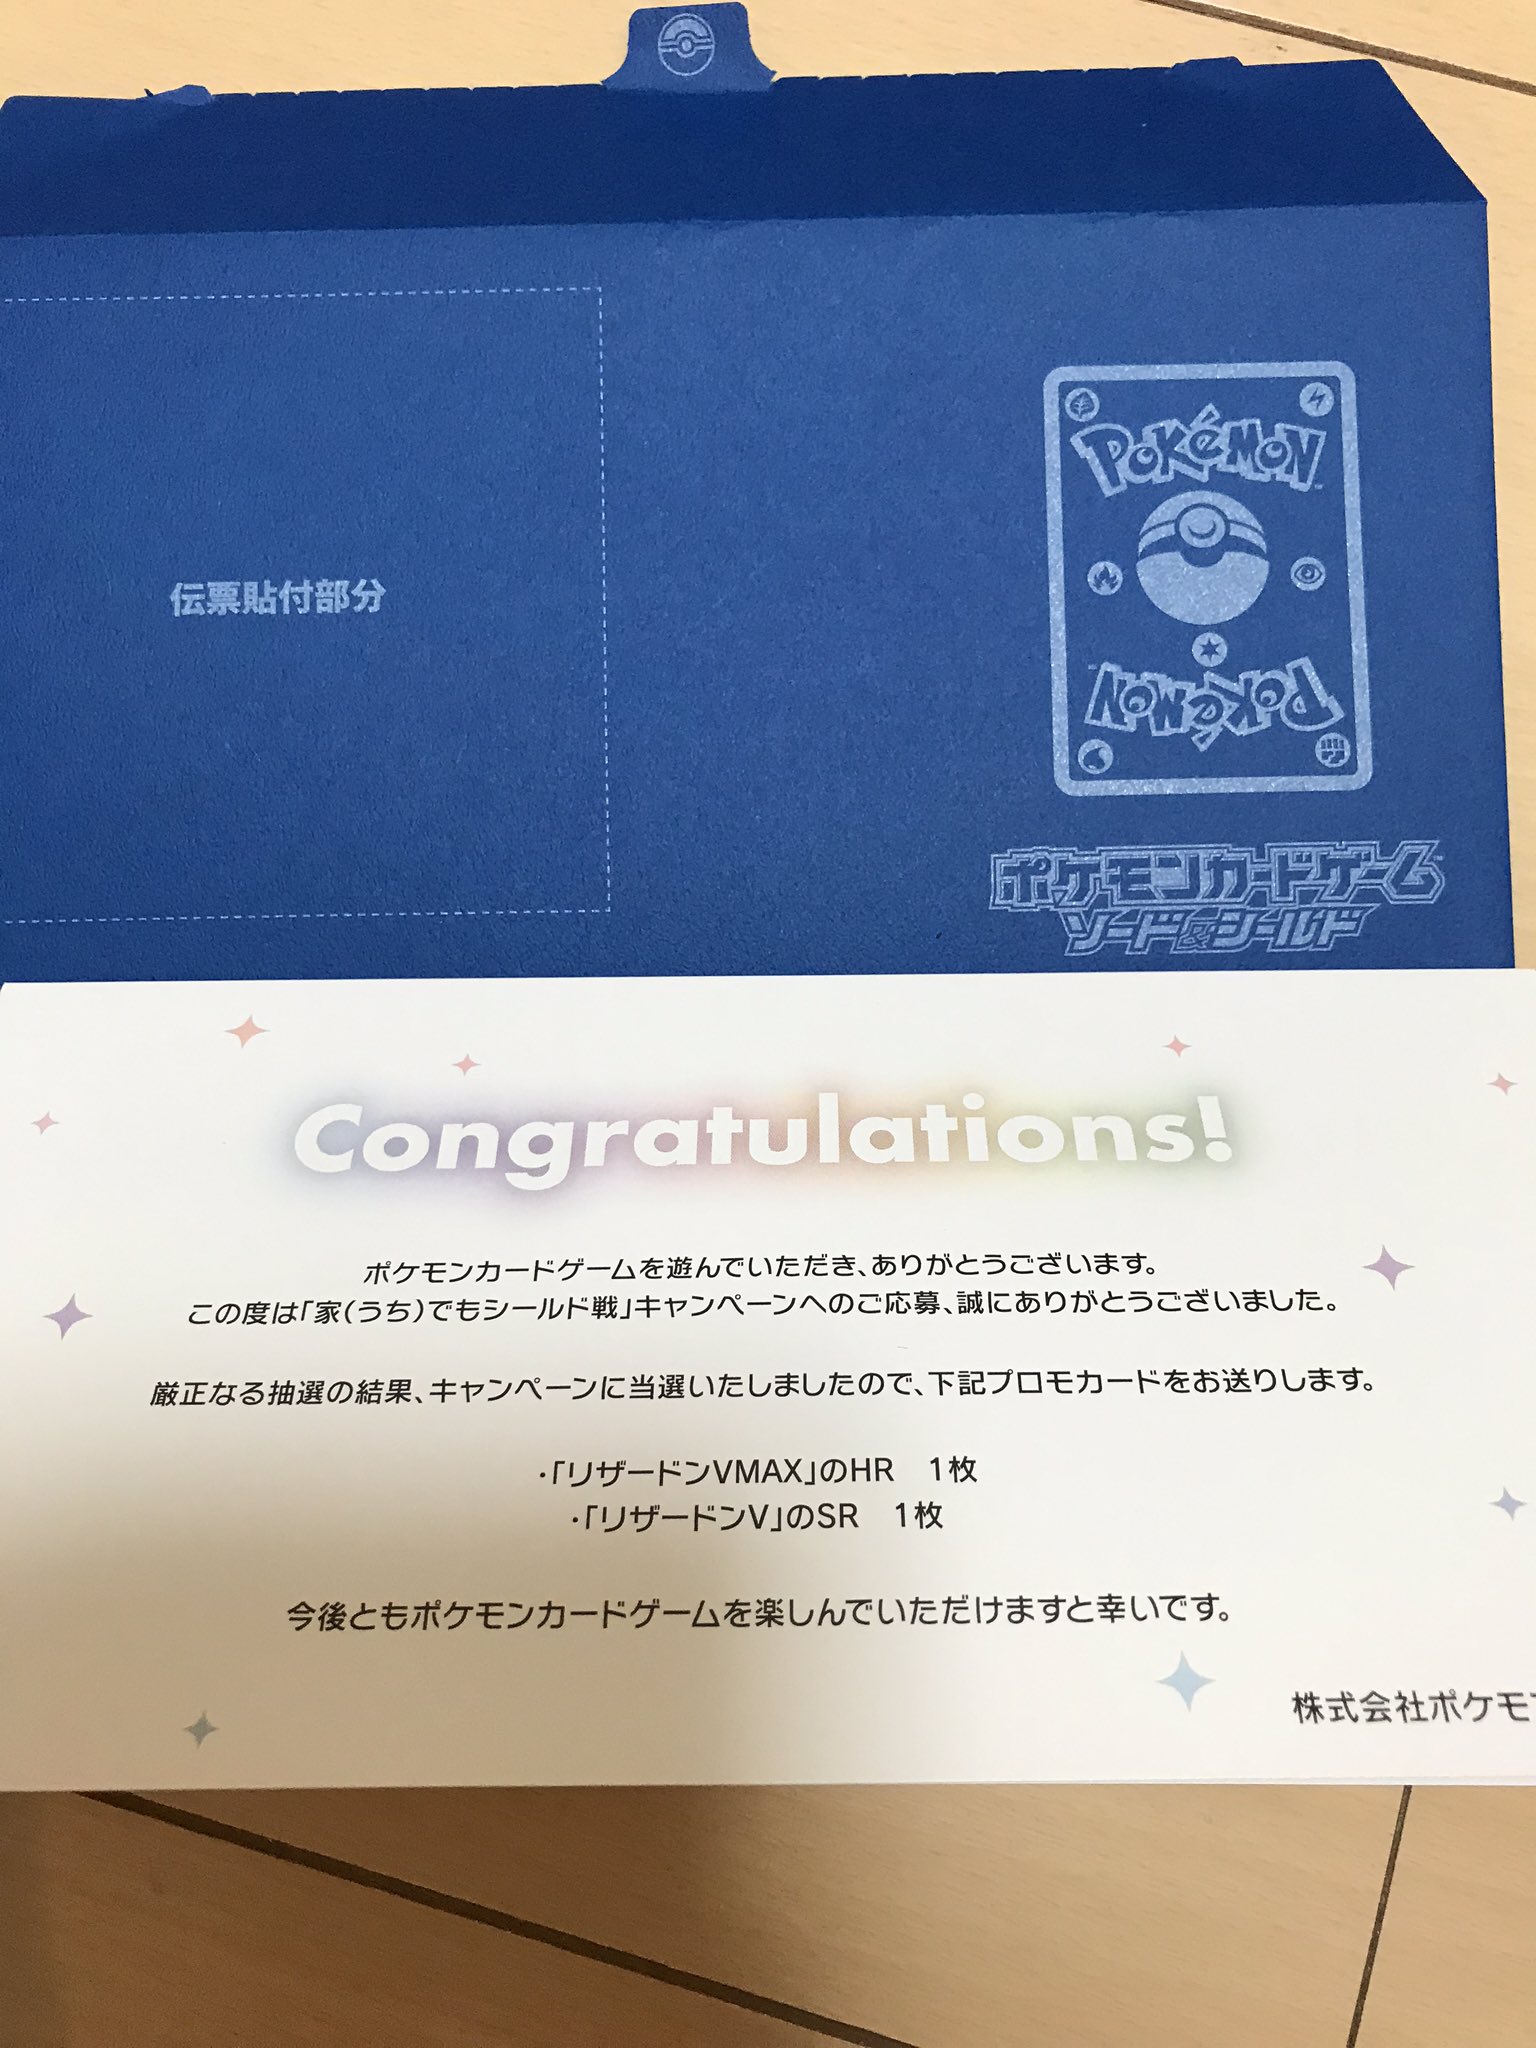 伝票貼付部分
POKéMON
POKéMON
ポケモンカードゲーム
ソード&シールド
Congratulations!
ポケモンカードゲームを遊んでいただき、ありがとうございます。
この度は「家(うち)でもシールド戦」キャンペーンへのご応募、誠にありがとうございました。
厳正なる抽選の結果、キャンペーンに当選いたしましたので、下記プロモカードをお送りします。
・「リザードンVMAX」のHR 1枚
・「リザードンV」のSR 1枚
今後ともポケモンカードゲームを楽しんでいただけますと幸いです。
株式会社ポケモ